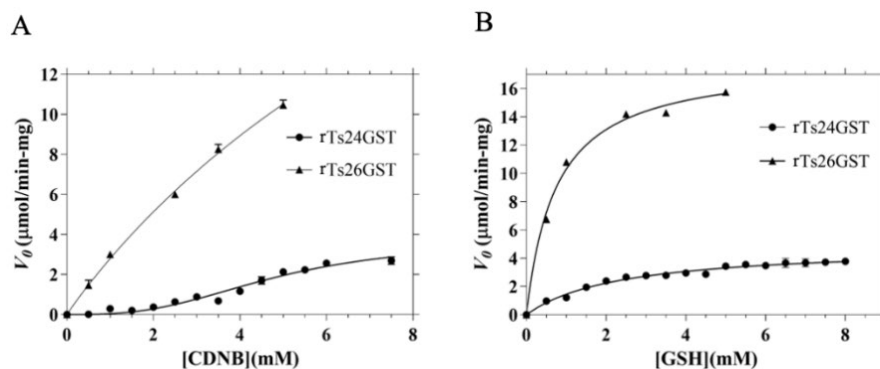 A
12
10
8
6
4
2
0
V0 (µmol/min-mg)
rTs24GST
rTs26GST
0 2 4 6 8
[CDNB](mM)
B
16
14
12
10
8
6
4
2
0
V0 (µmol/min-mg)
rTs24GST
rTs26GST
0 2 4 6 8
[GSH](mM)